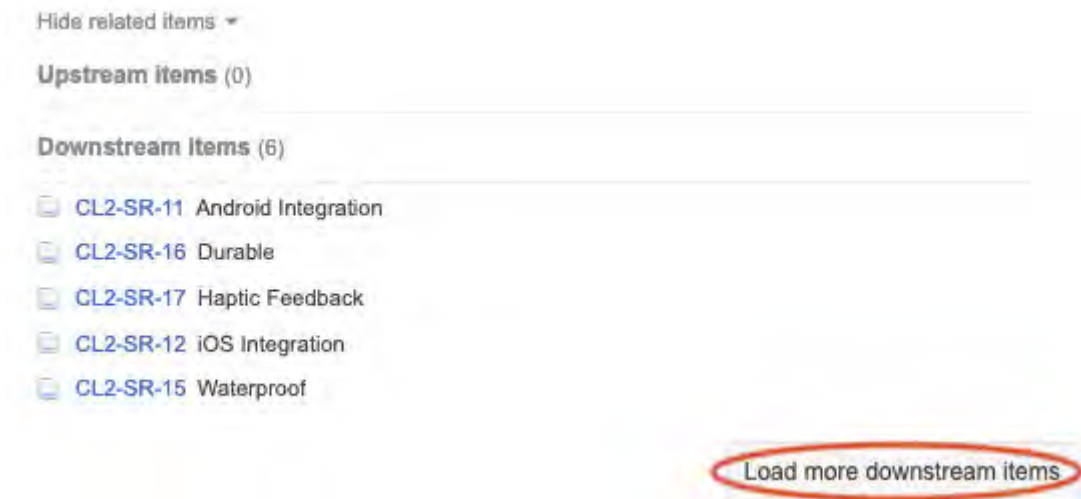 Hide related items
Upstream items (0)
Downstream items (6)
CL2-SR-11 Android Integration
CL2-SR-16 Durable
CL2-SR-17 Haptic Feedback
CL2-SR-12 iOS Integration
CL2-SR-15 Waterproof
Load more downstream items